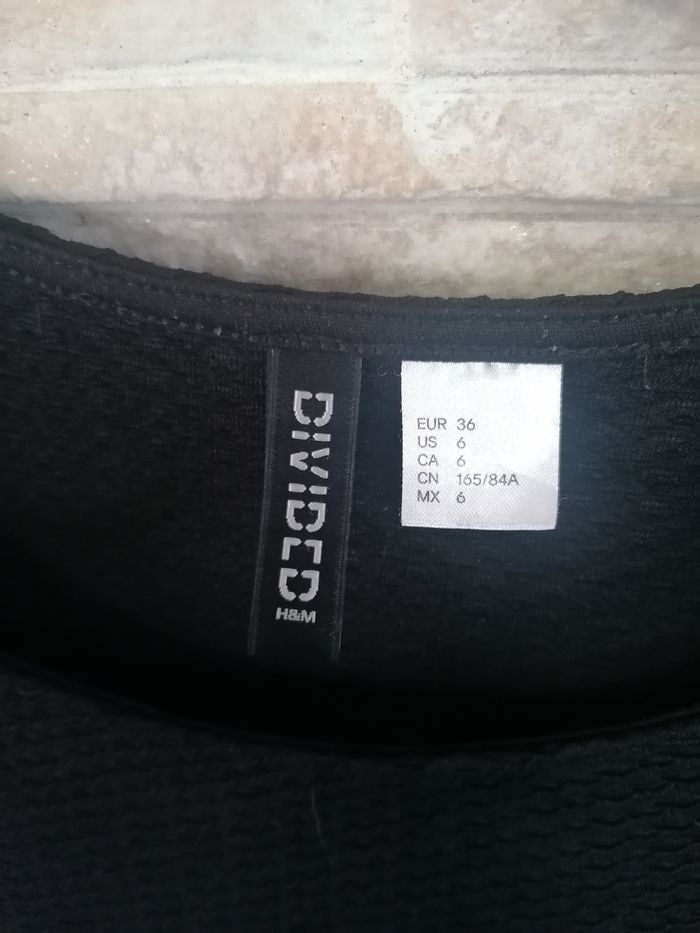 DIVIDED
H&M
EUR 36
US 6
CA 6
CN 165/84A
MX 6